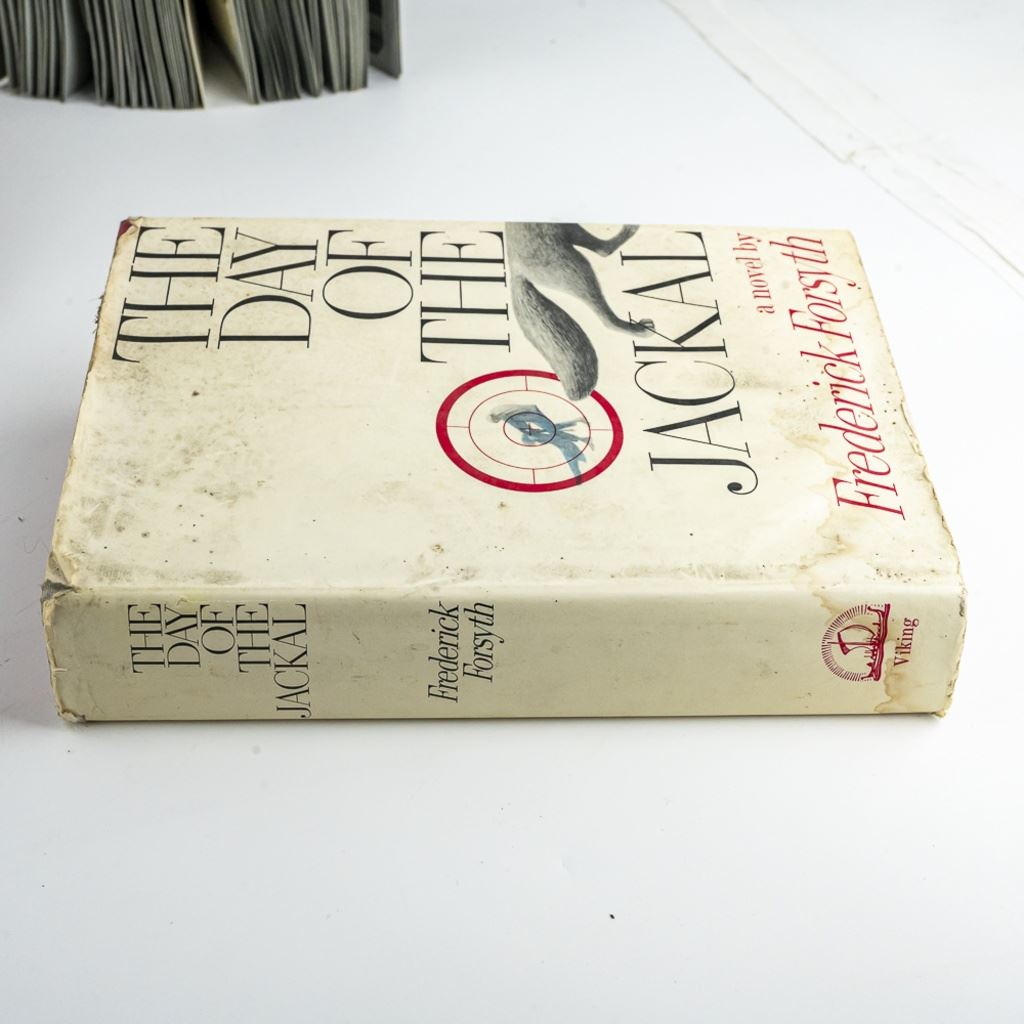 THE
DAY
OF
THE
JACKAL
a novel by
Frederick Forsyth
THE
DAY
OF
THE
JACKAL
Frederick
Forsyth
Viking